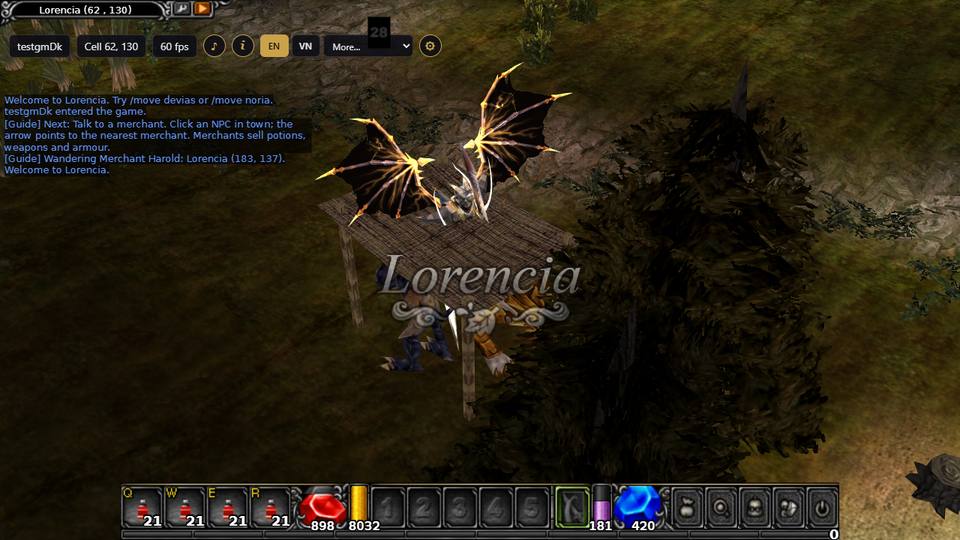 Lorencia (62 , 130)
28
testgmDk Cell 62, 130 60 fps EN VN More...
Welcome to Lorencia. Try /move devias or /move noria.
testgmDk entered the game.
[Guide] Next: Talk to a merchant. Click an NPC in town; the
arrow points to the nearest merchant. Merchants sell potions,
weapons and armour.
[Guide] Wandering Merchant Harold: Lorencia (183, 137).
Welcome to Lorencia.
Lorencia
Q W E R 1 2 3 4 5
21 21 21 21 898 8032 181 420
0